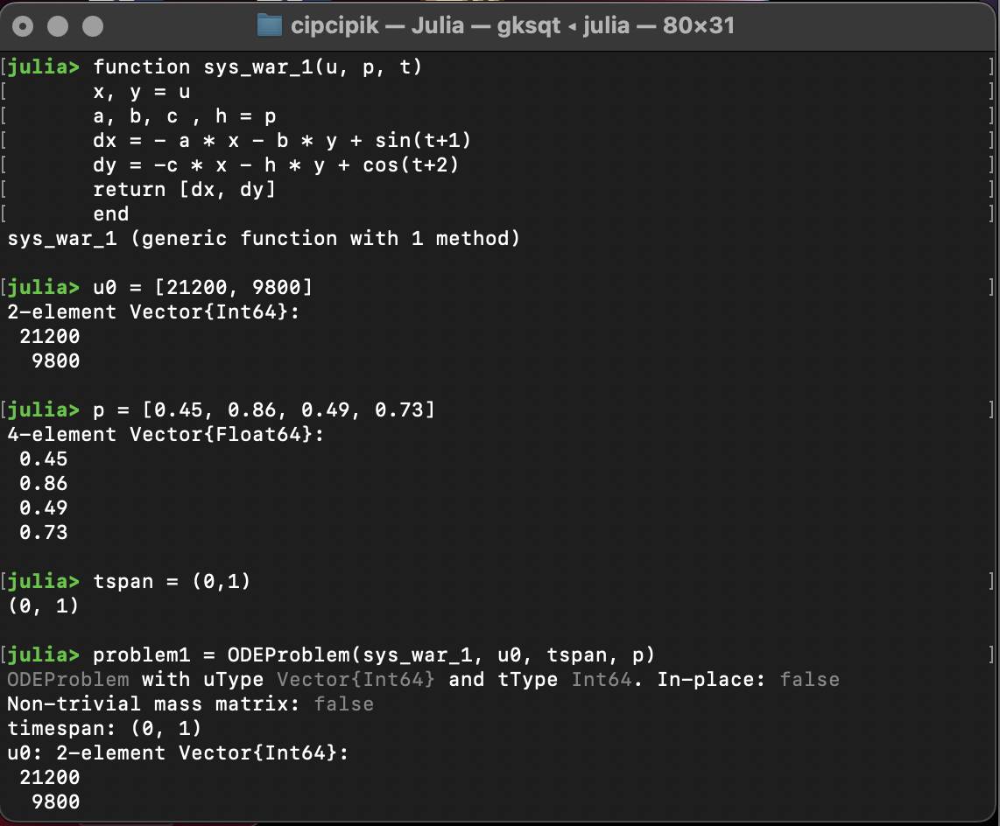 cipcipik — Julia — gksqt ◂ julia — 80×31
[julia> function sys_war_1(u, p, t) ]
[ x, y = u ]
[ a, b, c , h = p ]
[ dx = - a * x - b * y + sin(t+1) ]
[ dy = -c * x - h * y + cos(t+2) ]
[ return [dx, dy] ]
[ end ]
sys_war_1 (generic function with 1 method)
[julia> u0 = [21200, 9800] ]
2-element Vector{Int64}:
21200
9800
[julia> p = [0.45, 0.86, 0.49, 0.73] ]
4-element Vector{Float64}:
0.45
0.86
0.49
0.73
[julia> tspan = (0,1) ]
(0, 1)
[julia> problem1 = ODEProblem(sys_war_1, u0, tspan, p) ]
ODEProblem with uType Vector{Int64} and tType Int64. In-place: false
Non-trivial mass matrix: false
timespan: (0, 1)
u0: 2-element Vector{Int64}:
21200
9800